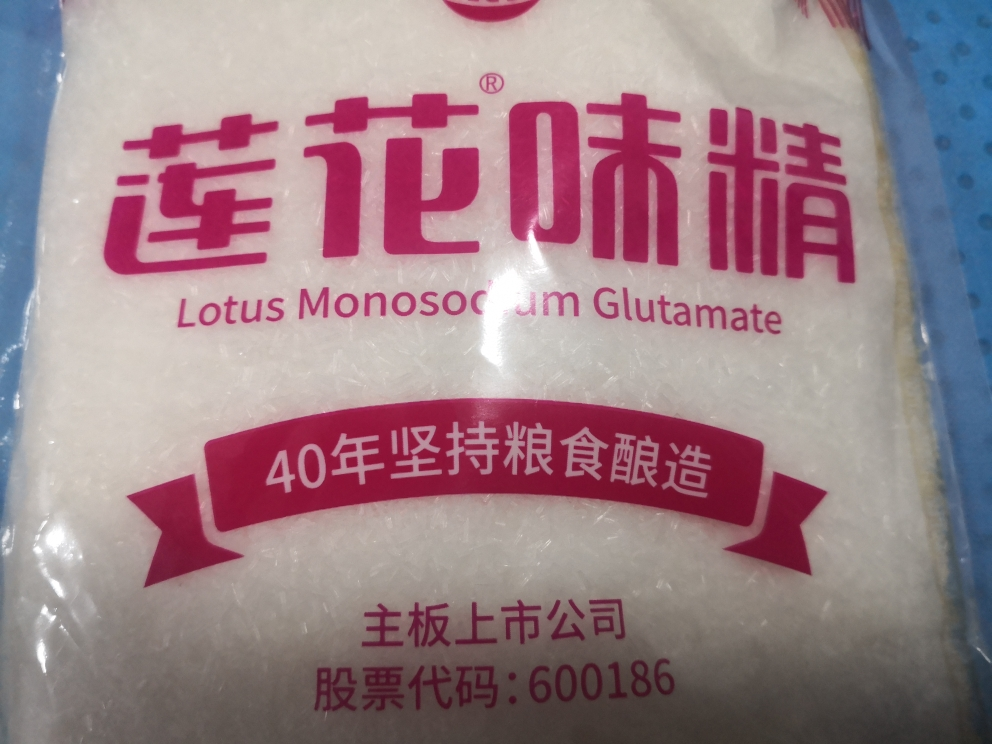 ®
莲花味精
Lotus Monosodium Glutamate
40年坚持粮食酿造
主板上市公司
股票代码：600186